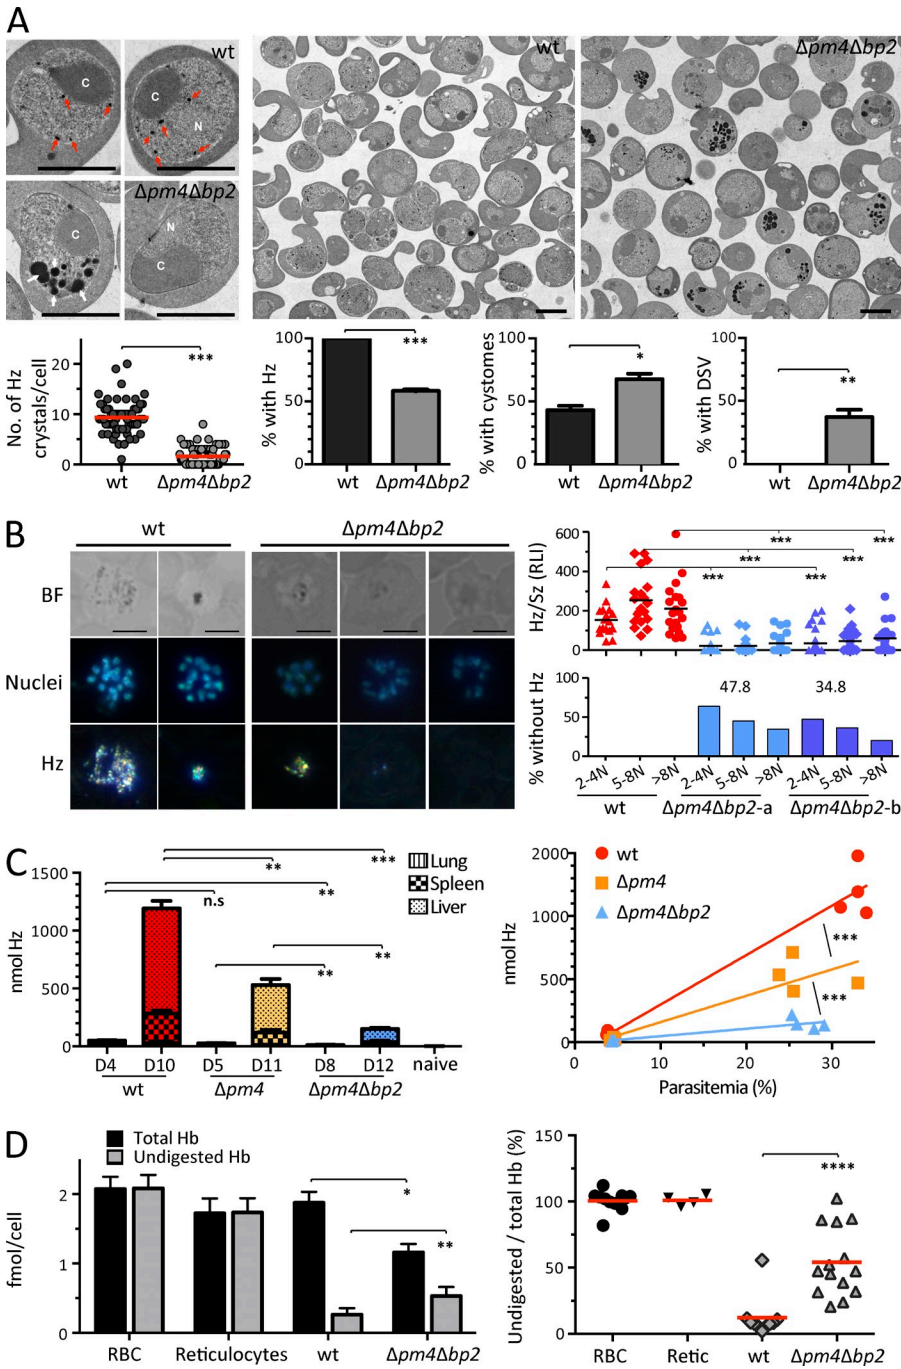 A
wt
wt
Δpm4Δbp2
C
C
N
Δpm4Δbp2
C
N
C
No. of Hz
crystals/cell
20
10
0
***
wt
Δpm4Δbp2
% with Hz
100
50
0
***
wt
Δpm4Δbp2
% with cystomes
100
50
0
*
wt
Δpm4Δbp2
% with DSV
100
50
0
**
wt
Δpm4Δbp2
B
wt
Δpm4Δbp2
BF
Nuclei
Hz
Hz/Sz (RLI)
600
400
200
0
***
***
***
***
***
***
% without Hz
100
50
0
47.8
34.8
2-4N
5-8N
>8N
2-4N
5-8N
>8N
2-4N
5-8N
>8N
wt
Δpm4Δbp2-a
Δpm4Δbp2-b
C
nmol Hz
1500
1000
500
0
n.s
**
**
***
**
**
Lung
Spleen
Liver
D4
D10
D5
D11
D8
D12
naive
wt
Δpm4
Δpm4Δbp2
nmol Hz
2000
1000
500
0
wt
Δpm4
Δpm4Δbp2
***
***
0
10
20
30
Parasitemia (%)
D
Total Hb
Undigested Hb
fmol/cell
2
1
0
*
**
RBC
Reticulocytes
wt
Δpm4Δbp2
Undigested / total Hb (%)
150
100
50
0
****
RBC
Retic
wt
Δpm4Δbp2